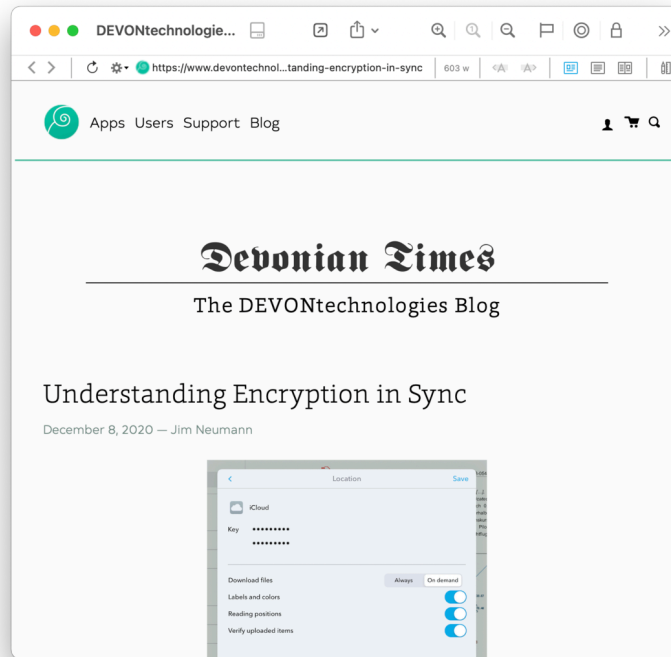 DEVONtechnologie...
https://www.devontechnol...tanding-encryption-in-sync 603 w
Apps Users Support Blog
Devonian Times
The DEVONtechnologies Blog
Understanding Encryption in Sync
December 8, 2020 — Jim Neumann
Location Save
iCloud
Key •••••••••
•••••••••
Download files Always On demand
Labels and colors
Reading positions
Verify uploaded items